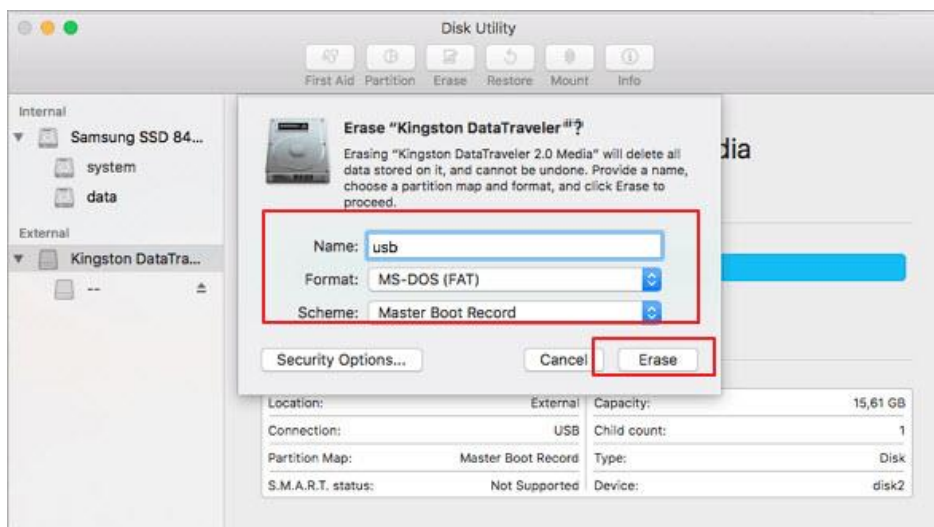 Disk Utility
First Aid Partition Erase Restore Mount Info
Internal
Samsung SSD 84...
system
data
External
Kingston DataTra...
--
Erase “Kingston DataTraveler"?
Erasing “Kingston DataTraveler 2.0 Media” will delete all
data stored on it, and cannot be undone. Provide a name,
choose a partition map and format, and click Erase to
proceed.
dia
Name: usb
Format: MS-DOS (FAT)
Scheme: Master Boot Record
Security Options... Cancel Erase
Location: External Capacity: 15,61 GB
Connection: USB Child count: 1
Partition Map: Master Boot Record Type: Disk
S.M.A.R.T. status: Not Supported Device: disk2